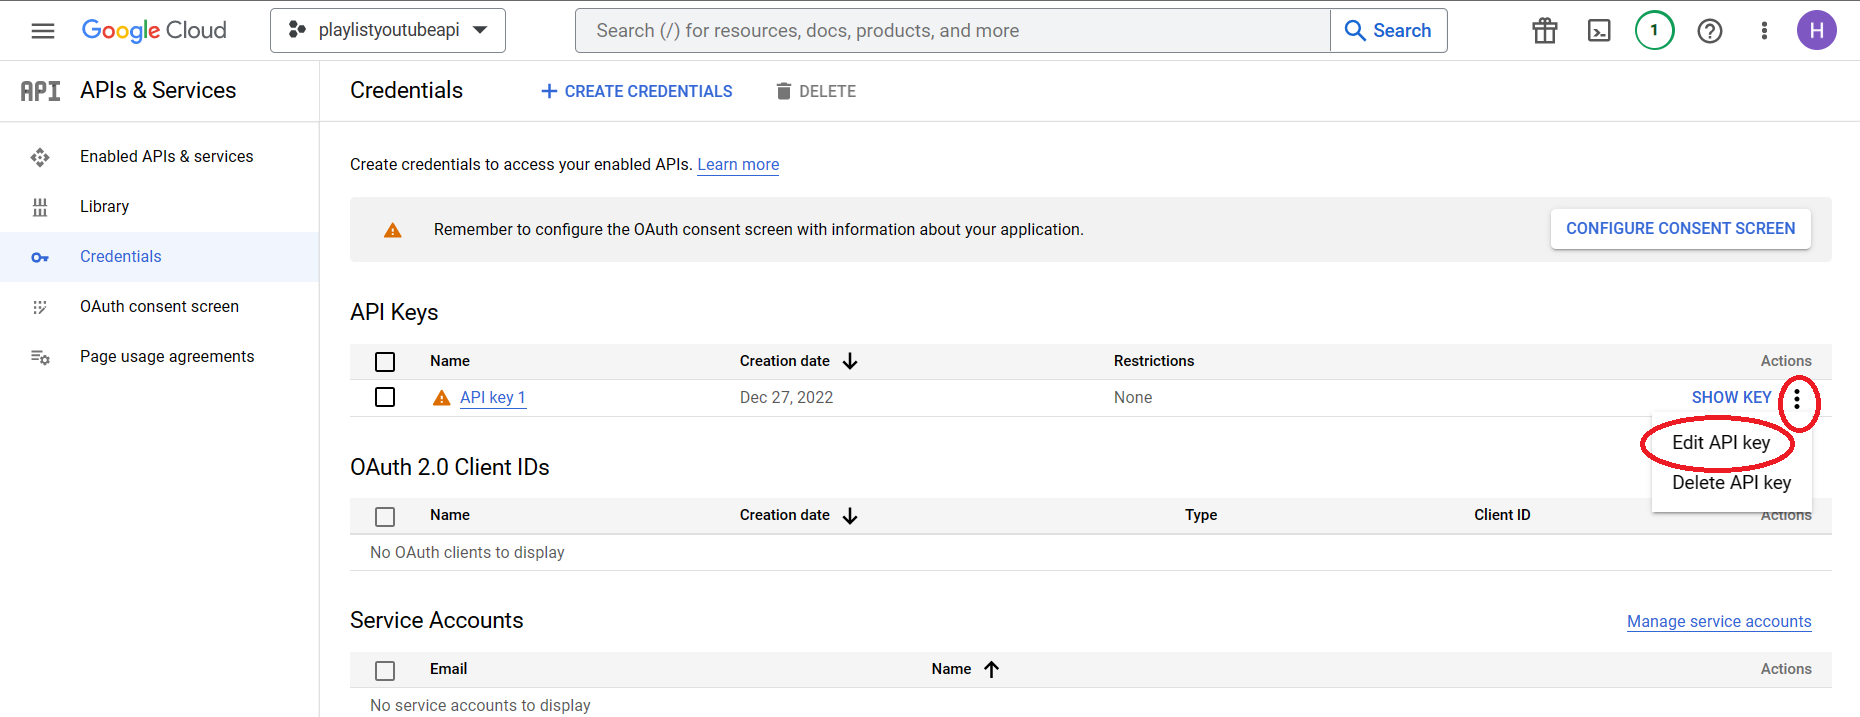 Google Cloud
playlistyoutubeapi
Search (/) for resources, docs, products, and more
Search
1
H
API APIs & Services
Credentials
CREATE CREDENTIALS
DELETE
Enabled APIs & services
Library
Credentials
OAuth consent screen
Page usage agreements
Create credentials to access your enabled APIs. Learn more
Remember to configure the OAuth consent screen with information about your application.
CONFIGURE CONSENT SCREEN
API Keys
Name Creation date Restrictions Actions
API key 1 Dec 27, 2022 None SHOW KEY
Edit API key
Delete API key
OAuth 2.0 Client IDs
Name Creation date Type Client ID Actions
No OAuth clients to display
Service Accounts
Manage service accounts
Email Name Actions
No service accounts to display